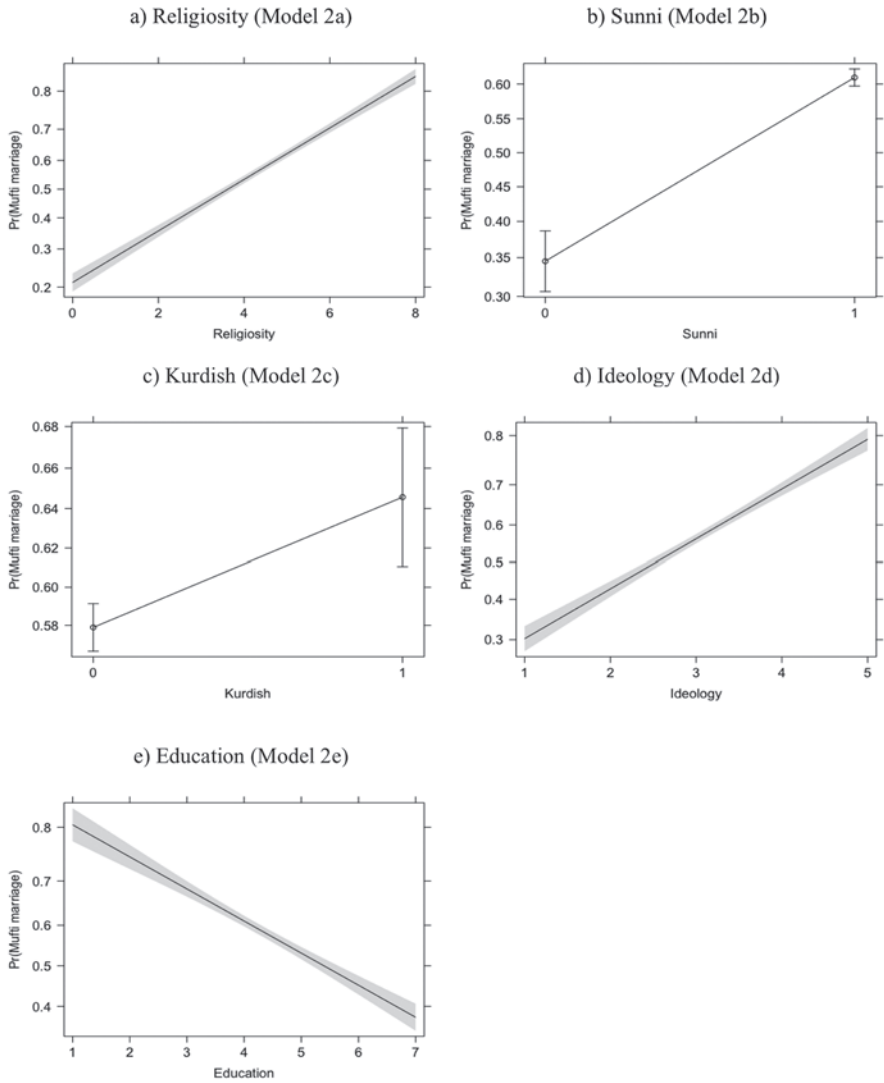 a) Religiosity (Model 2a)
Pr(Mufti marriage)
0.8
0.7
0.6
0.5
0.4
0.3
0.2
0 2 4 6 8
Religiosity
b) Sunni (Model 2b)
Pr(Mufti marriage)
0.60
0.55
0.50
0.45
0.40
0.35
0.30
0 1
Sunni
c) Kurdish (Model 2c)
Pr(Mufti marriage)
0.68
0.66
0.64
0.62
0.60
0.58
0 1
Kurdish
d) Ideology (Model 2d)
Pr(Mufti marriage)
0.8
0.7
0.6
0.5
0.4
0.3
1 2 3 4 5
Ideology
e) Education (Model 2e)
Pr(Mufti marriage)
0.8
0.7
0.6
0.5
0.4
1 2 3 4 5 6 7
Education